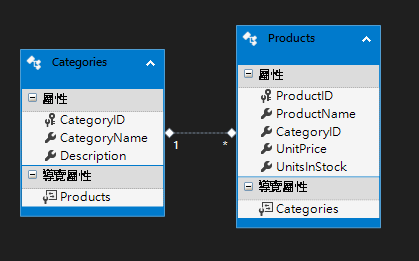 Categories
屬性
CategoryID
CategoryName
Description
導覽屬性
Products
1
*
Products
屬性
ProductID
ProductName
CategoryID
UnitPrice
UnitsInStock
導覽屬性
Categories